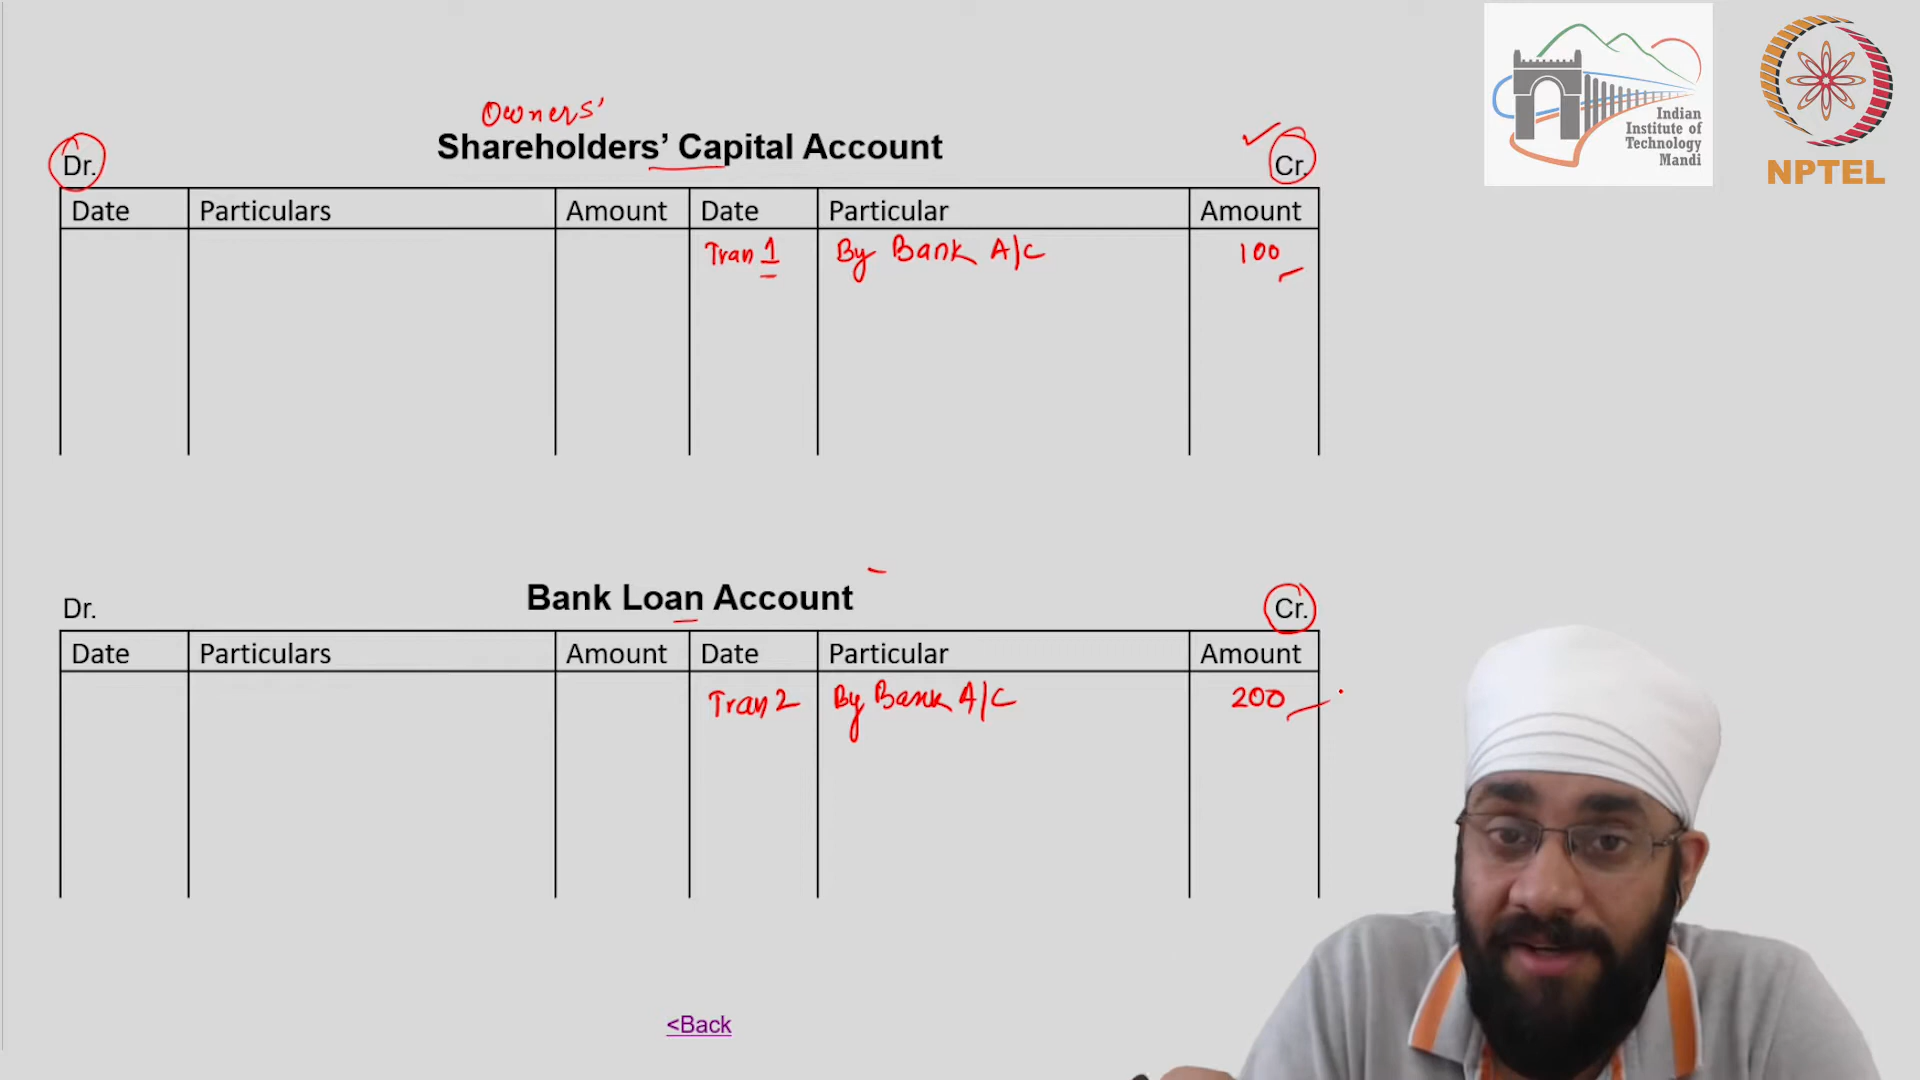 Owners'
Shareholders' Capital Account
Dr.
Cr.
Date Particulars Amount Date Particular Amount
Tran 1 By Bank A/C 100
Bank Loan Account
Dr.
Cr.
Date Particulars Amount Date Particular Amount
Tran 2 By Bank A/C 200
<Back
Indian
Institute of
Technology
Mandi
NPTEL